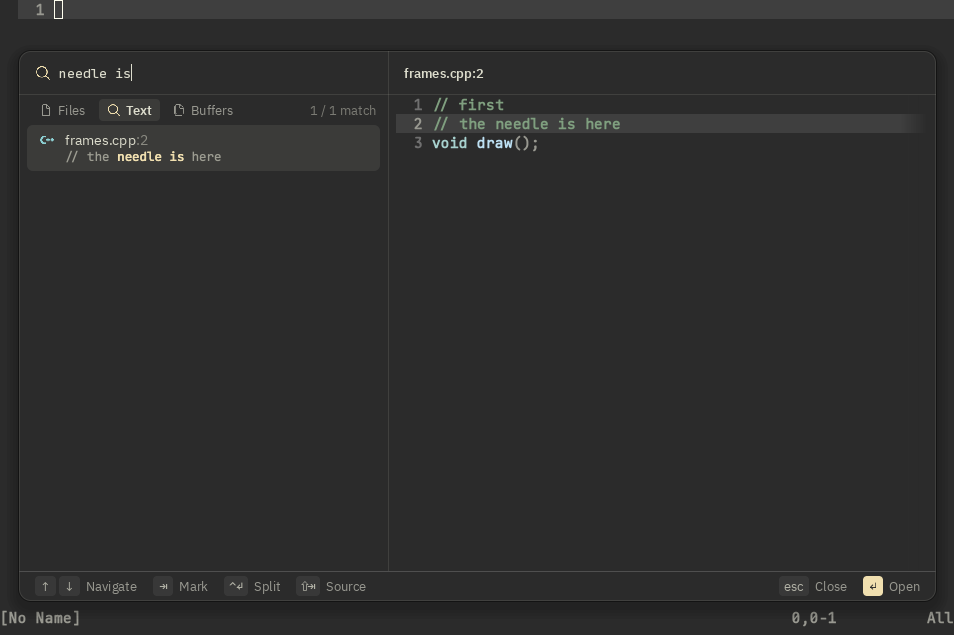 1
needle is
frames.cpp:2
Files Text Buffers 1 / 1 match
frames.cpp:2
// the needle is here
1 // first
2 // the needle is here
3 void draw();
↑ ↓ Navigate ⇥ Mark ^↵ Split ⇧⇥ Source esc Close ↵ Open
[No Name] 0,0-1 All